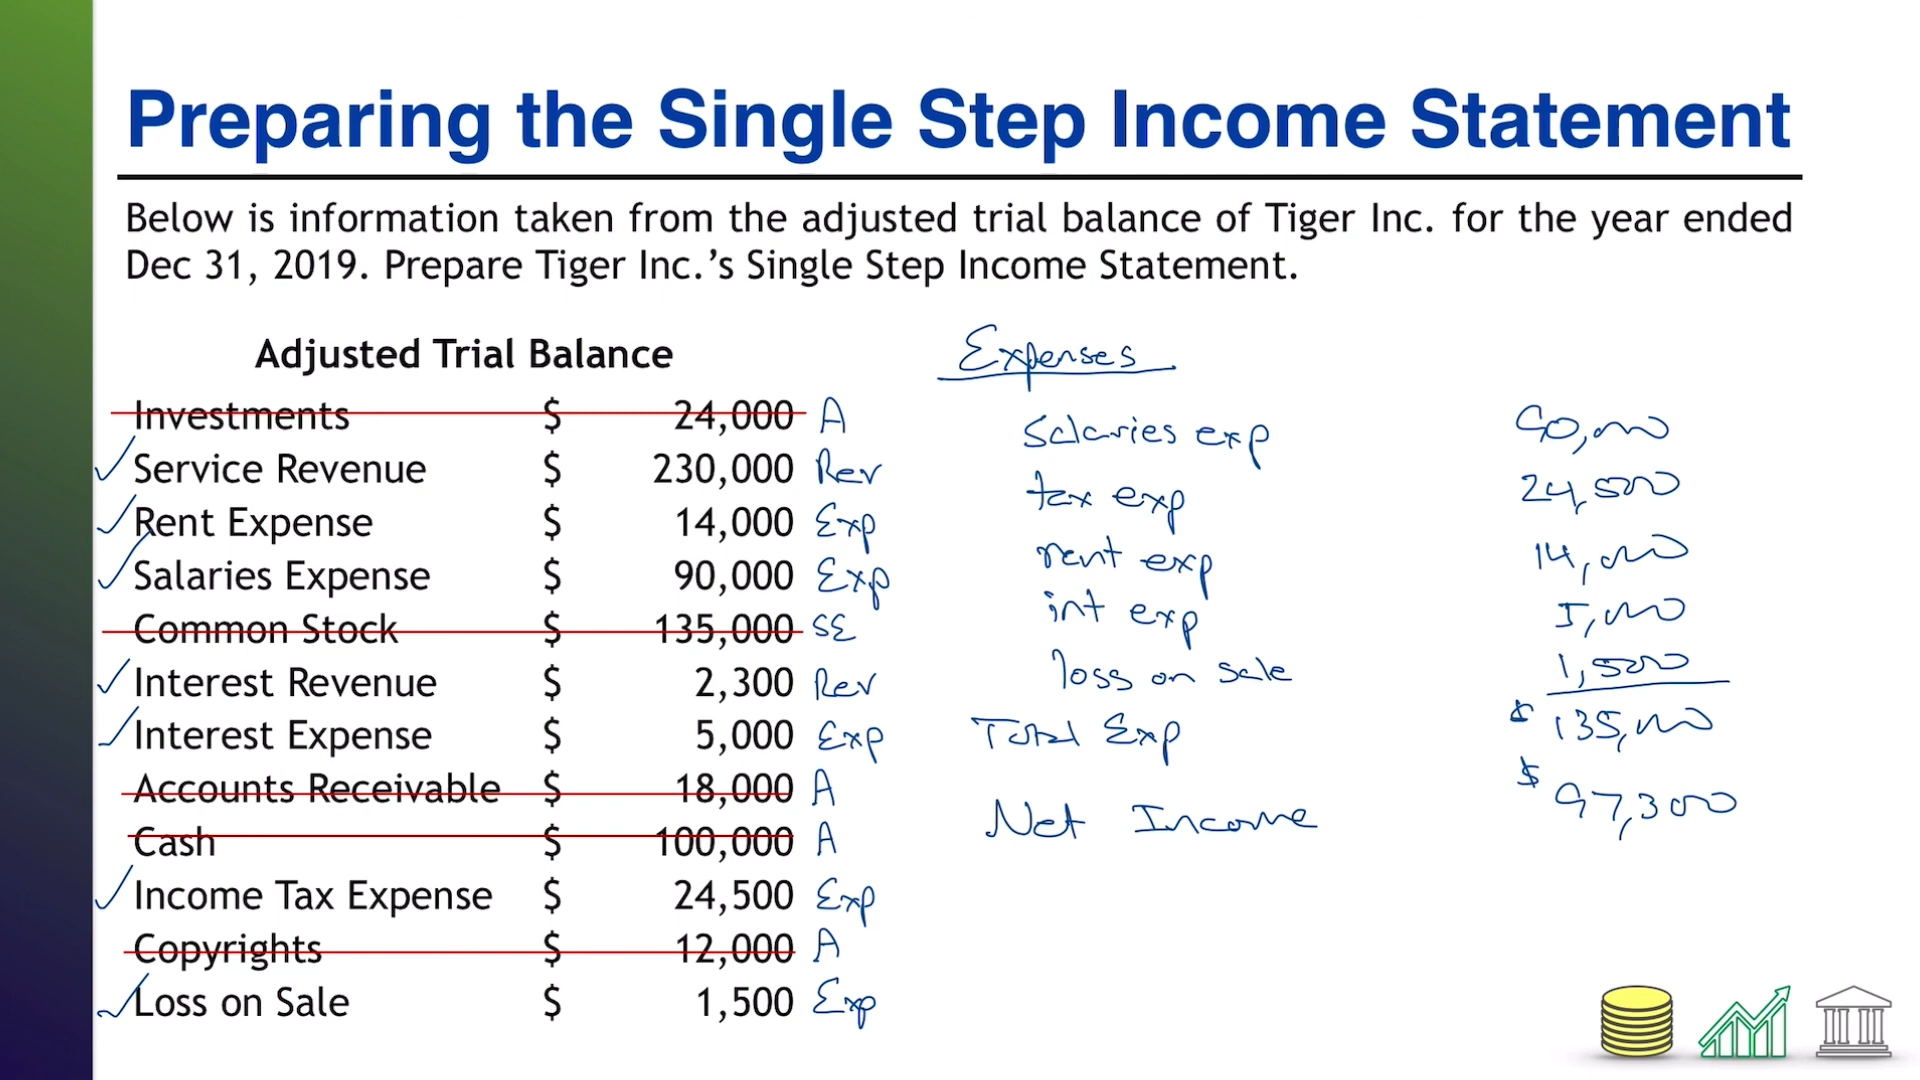 Preparing the Single Step Income Statement
Below is information taken from the adjusted trial balance of Tiger Inc. for the year ended
Dec 31, 2019. Prepare Tiger Inc.’s Single Step Income Statement.
Adjusted Trial Balance
Investments $ 24,000 A
Service Revenue $ 230,000 Rev
Rent Expense $ 14,000 Exp
Salaries Expense $ 90,000 Exp
Common Stock $ 135,000 SE
Interest Revenue $ 2,300 Rev
Interest Expense $ 5,000 Exp
Accounts Receivable $ 18,000 A
Cash $ 100,000 A
Income Tax Expense $ 24,500 Exp
Copyrights $ 12,000 A
Loss on Sale $ 1,500 Exp
Expenses
Salaries exp 90,000
tax exp 24,500
rent exp 14,000
int exp 5,000
loss on sale 1,500
Total Exp $ 135,000
Net Income $ 97,300